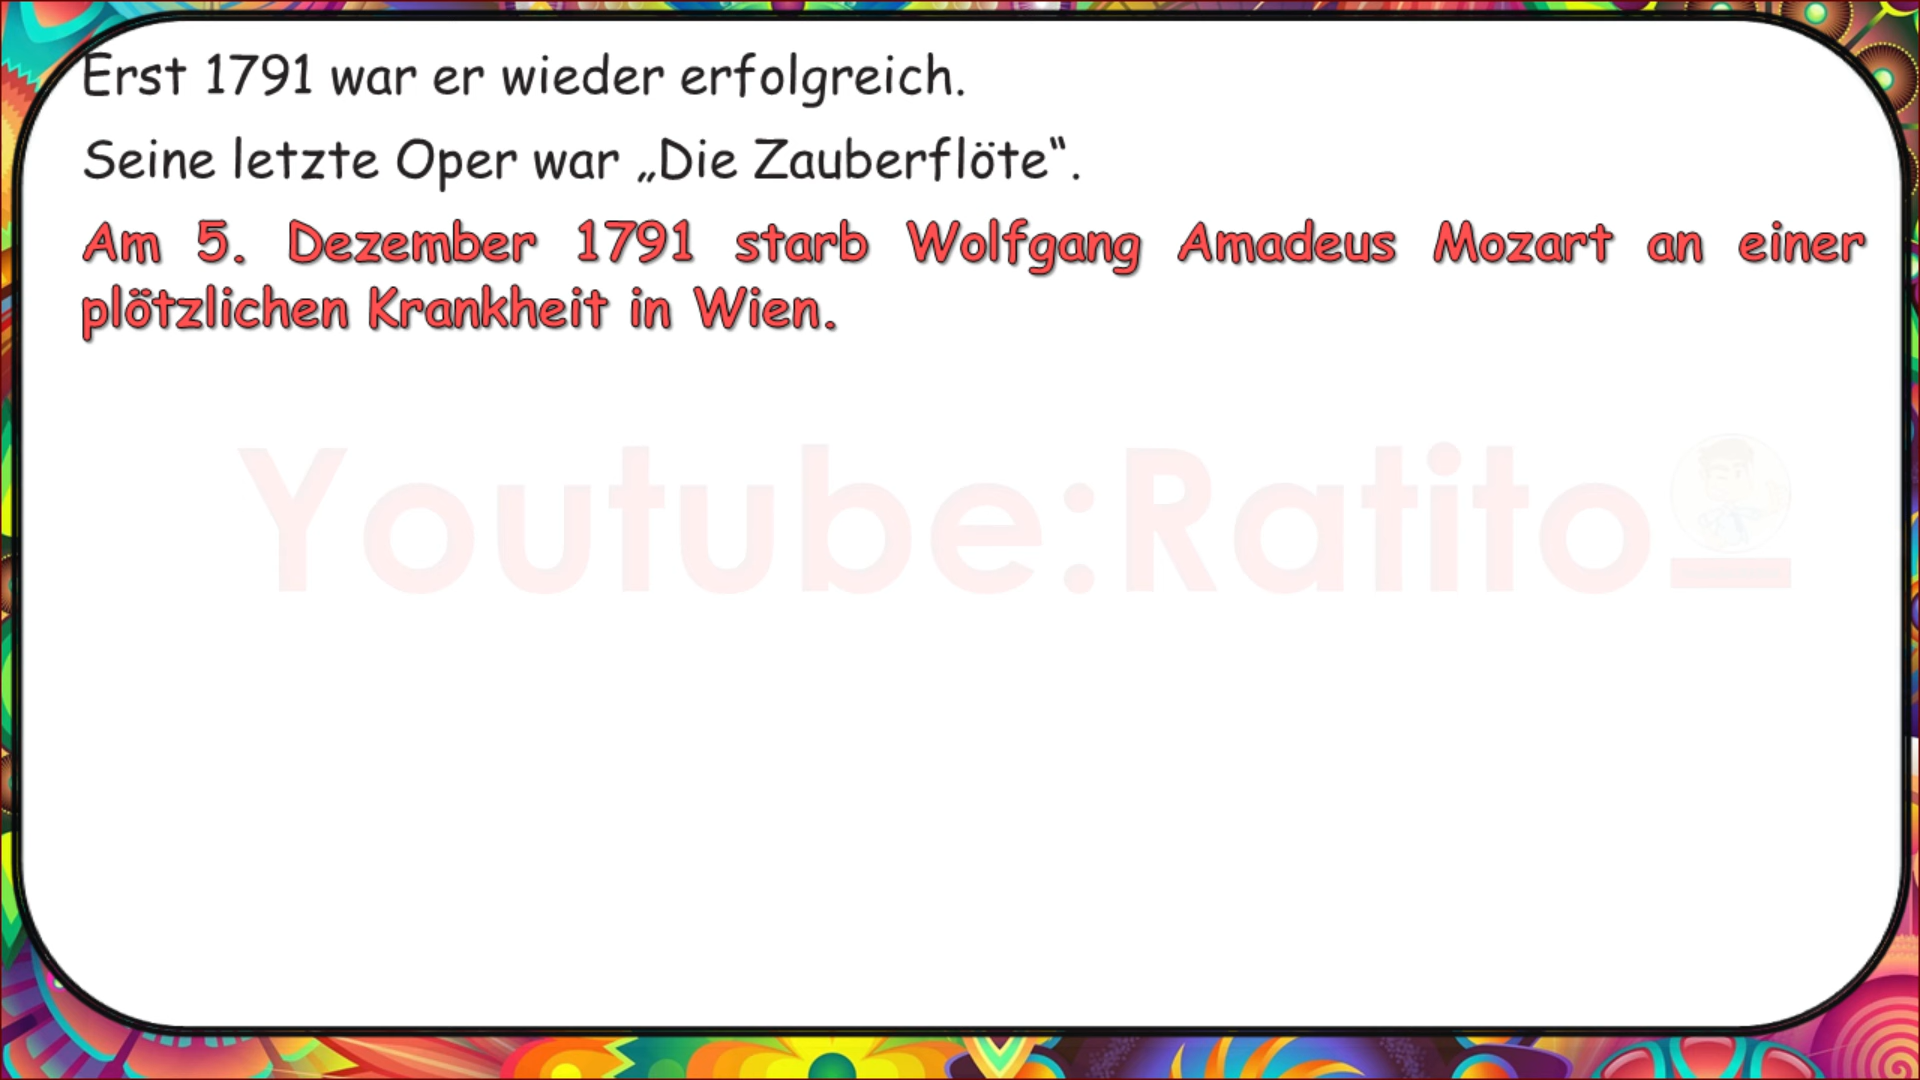 Erst 1791 war er wieder erfolgreich.
Seine letzte Oper war „Die Zauberflöte“.
Am 5. Dezember 1791 starb Wolfgang Amadeus Mozart an einer
plötzlichen Krankheit in Wien.
Youtube:Ratito